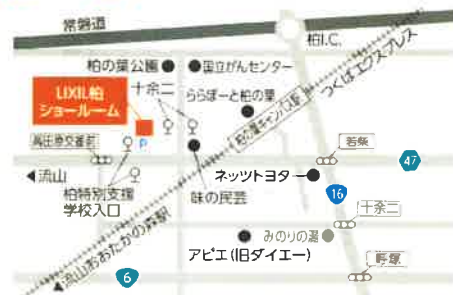 常磐道
柏I.C.
つくばエクスプレス
柏の葉公園
国立がんセンター
LIXIL柏
ショールーム
十余二
ららぽーと柏の葉
柏の葉キャンパス駅
高田原交番前
P
若柴
47
流山
ネッツトヨタ
柏特別支援
学校入口
味の民芸
16
十余二
みのりの湯
アピエ(旧ダイエー)
流山おおたかの森駅
6
呼塚